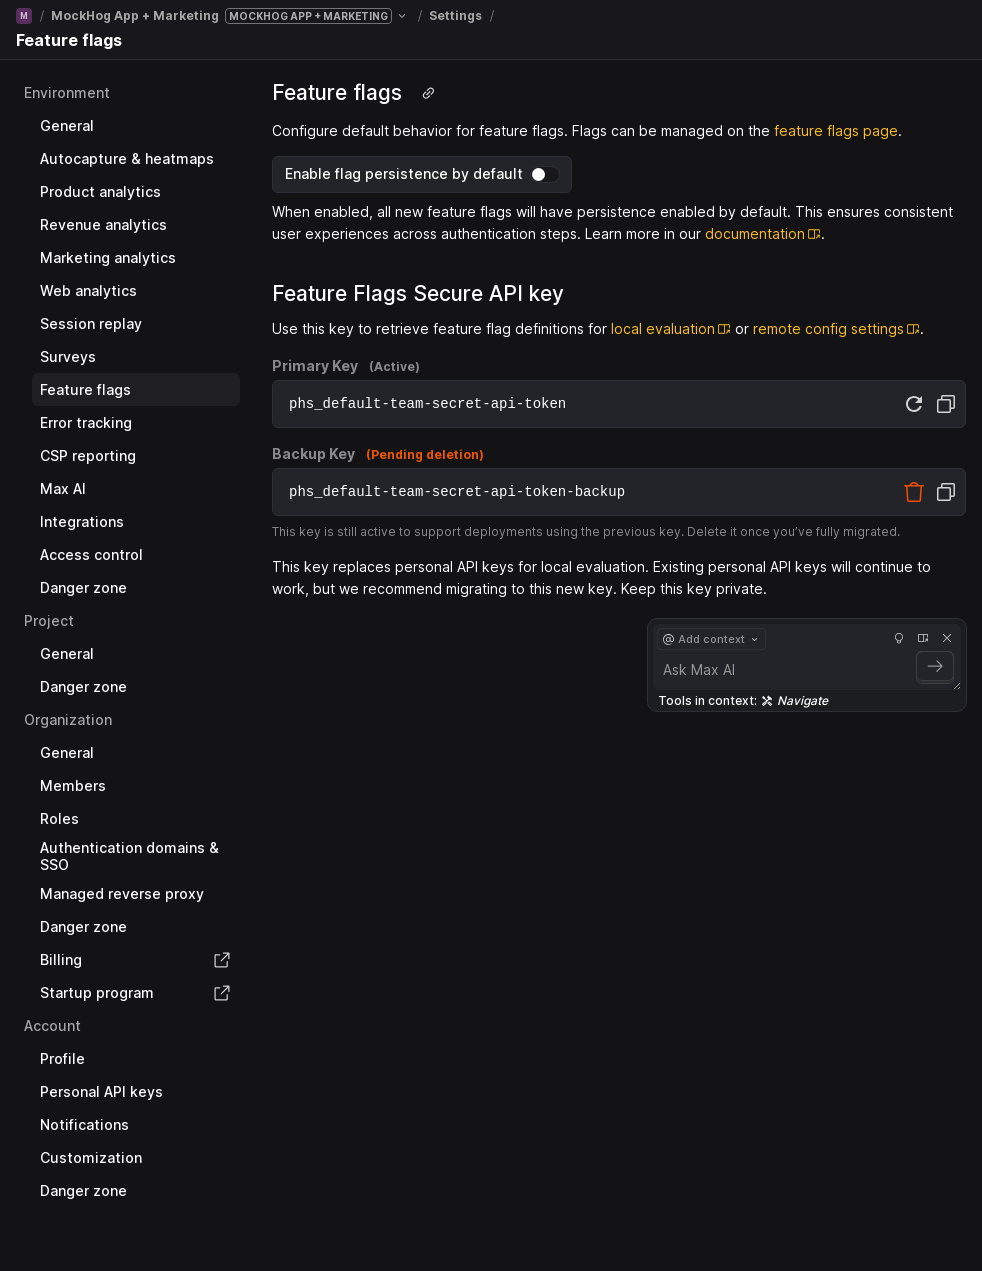 M / MockHog App + Marketing MOCKHOG APP + MARKETING / Settings /
Feature flags
Environment
General
Autocapture & heatmaps
Product analytics
Revenue analytics
Marketing analytics
Web analytics
Session replay
Surveys
Feature flags
Error tracking
CSP reporting
Max AI
Integrations
Access control
Danger zone
Project
General
Danger zone
Organization
General
Members
Roles
Authentication domains &
SSO
Managed reverse proxy
Danger zone
Billing
Startup program
Account
Profile
Personal API keys
Notifications
Customization
Danger zone
Feature flags
Configure default behavior for feature flags. Flags can be managed on the feature flags page.
Enable flag persistence by default
When enabled, all new feature flags will have persistence enabled by default. This ensures consistent
user experiences across authentication steps. Learn more in our documentation.
Feature Flags Secure API key
Use this key to retrieve feature flag definitions for local evaluation or remote config settings.
Primary Key (Active)
phs_default-team-secret-api-token
Backup Key (Pending deletion)
phs_default-team-secret-api-token-backup
This key is still active to support deployments using the previous key. Delete it once you’ve fully migrated.
This key replaces personal API keys for local evaluation. Existing personal API keys will continue to
work, but we recommend migrating to this new key. Keep this key private.
@ Add context
Ask Max AI
Tools in context: Navigate